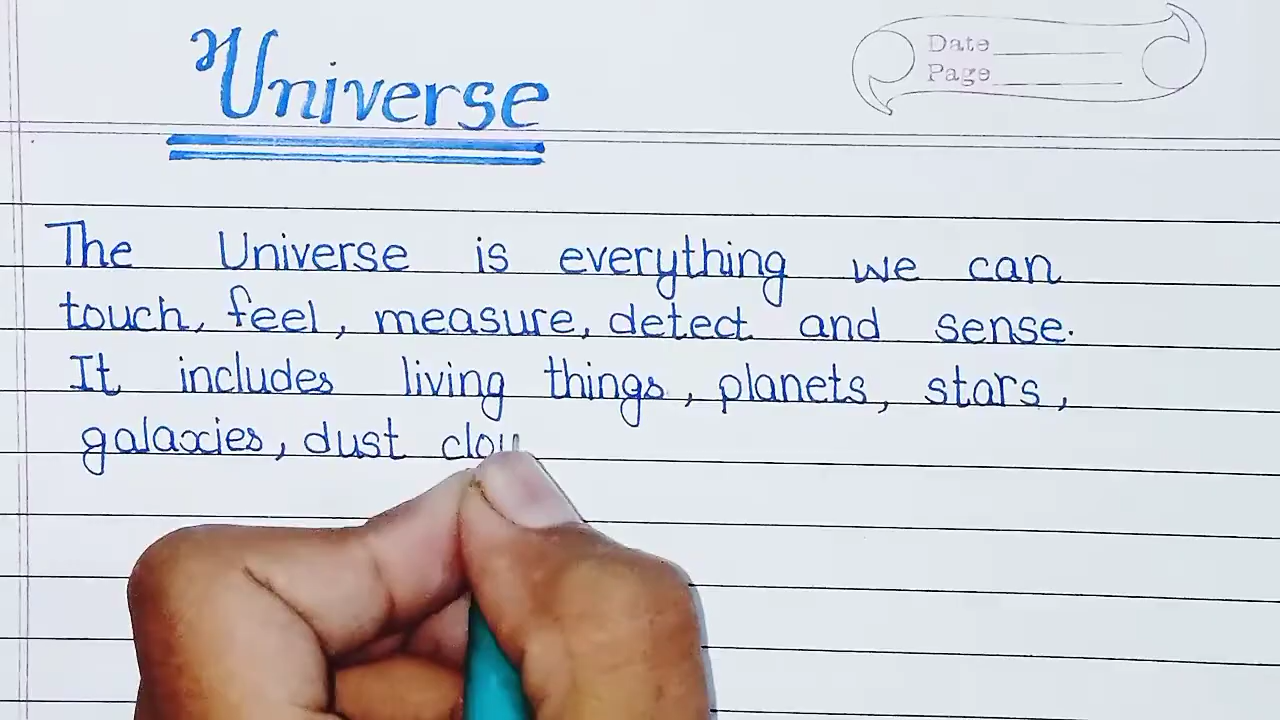 Universe
Date
Page
The Universe is everything we can
touch, feel, measure, detect and sense.
It includes living things, planets, stars,
galaxies, dust clou